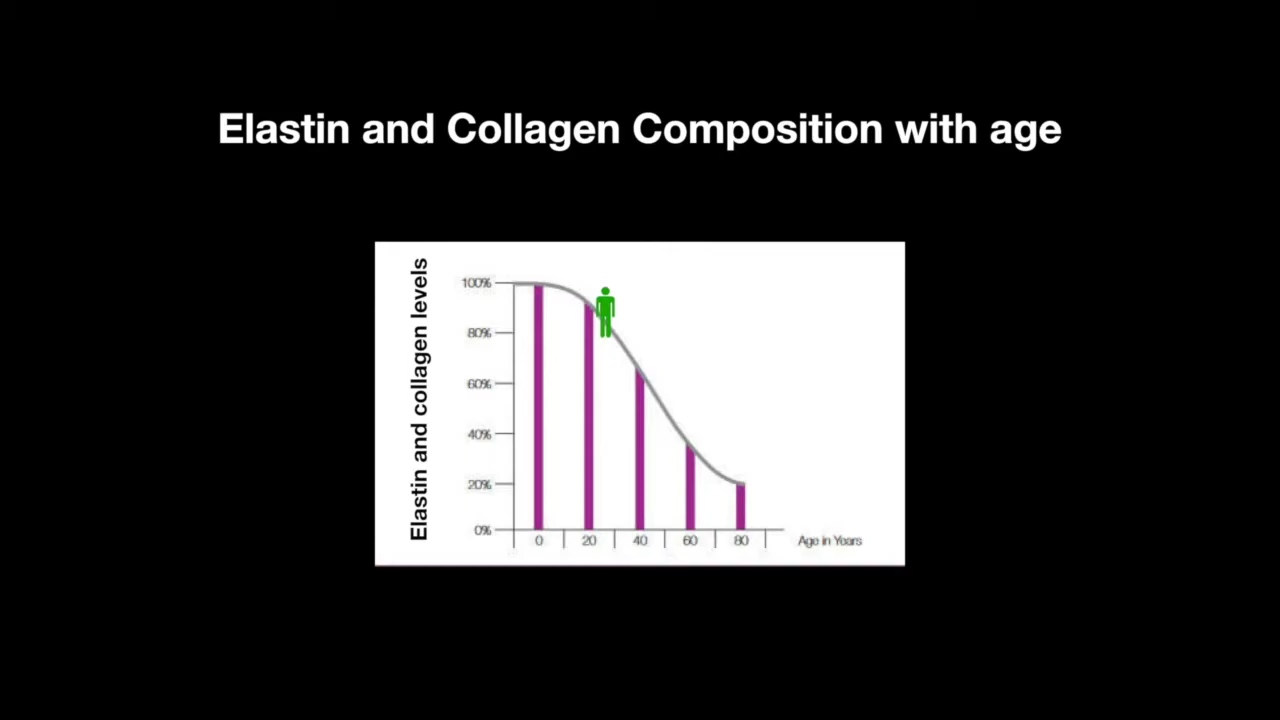 Elastin and Collagen Composition with age
Elastin and collagen levels
100%
80%
60%
40%
20%
0%
0 20 40 60 80 Age in Years